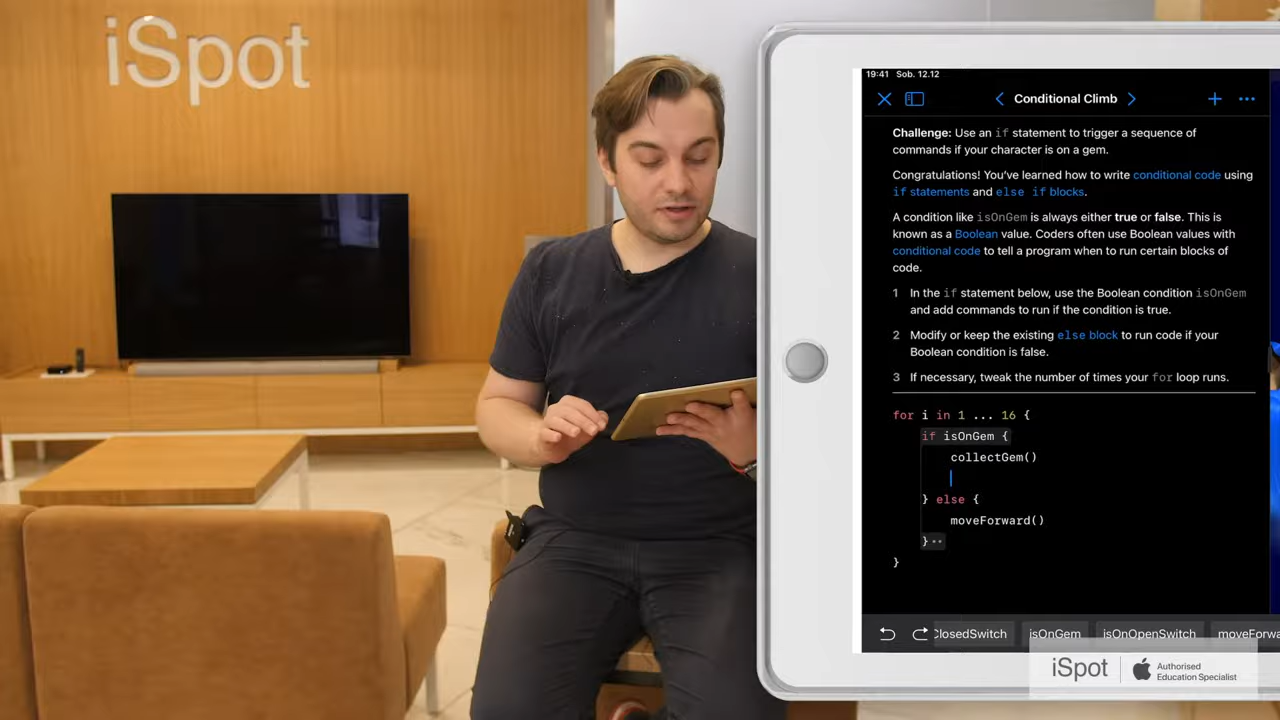 iSpot
19:41 Sob. 12.12
Conditional Climb
Challenge: Use an if statement to trigger a sequence of
commands if your character is on a gem.
Congratulations! You've learned how to write conditional code using
if statements and else if blocks.
A condition like isOnGem is always either true or false. This is
known as a Boolean value. Coders often use Boolean values with
conditional code to tell a program when to run certain blocks of
code.
1 In the if statement below, use the Boolean condition isOnGem
and add commands to run if the condition is true.
2 Modify or keep the existing else block to run code if your
Boolean condition is false.
3 If necessary, tweak the number of times your for loop runs.
for i in 1 ... 16 {
if isOnGem {
collectGem()
} else {
moveForward()
}
}
ClosedSwitch isOnGem isOnOpenSwitch moveForwa
iSpot
Authorised
Education Specialist